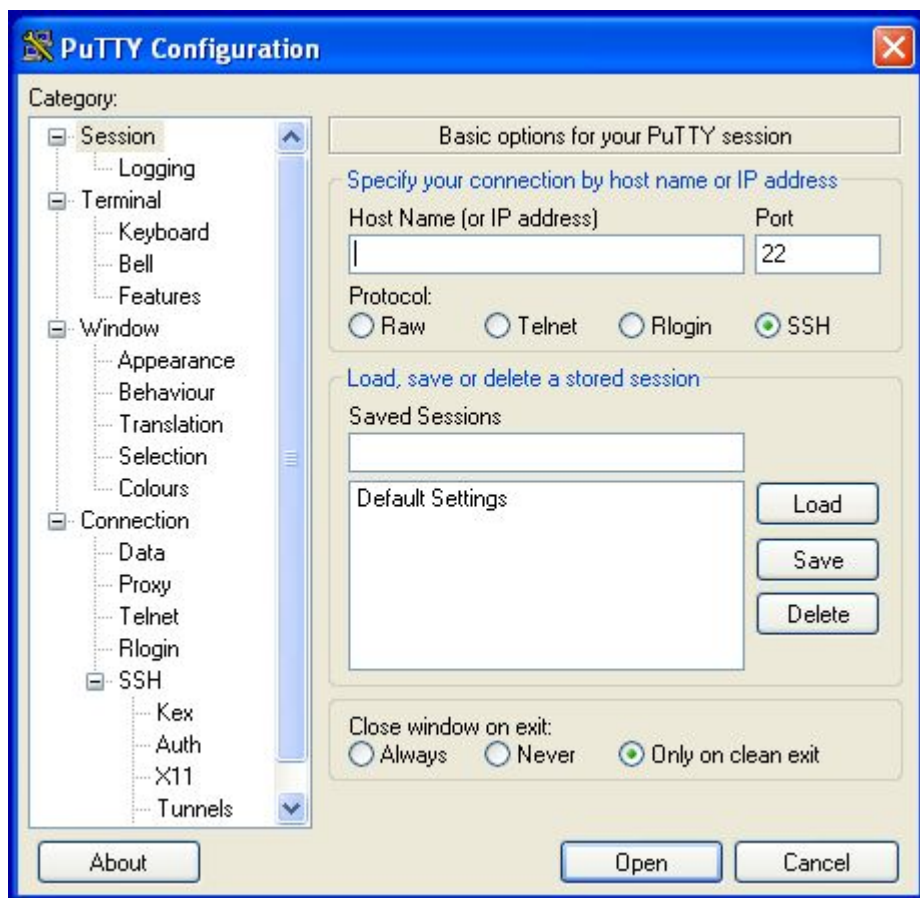 PuTTY Configuration
Category:
Session
Logging
Terminal
Keyboard
Bell
Features
Window
Appearance
Behaviour
Translation
Selection
Colours
Connection
Data
Proxy
Telnet
Rlogin
SSH
Kex
Auth
X11
Tunnels
Basic options for your PuTTY session
Specify your connection by host name or IP address
Host Name (or IP address) Port
22
Protocol:
Raw Telnet Rlogin SSH
Load, save or delete a stored session
Saved Sessions
Default Settings
Load
Save
Delete
Close window on exit:
Always Never Only on clean exit
About Open Cancel